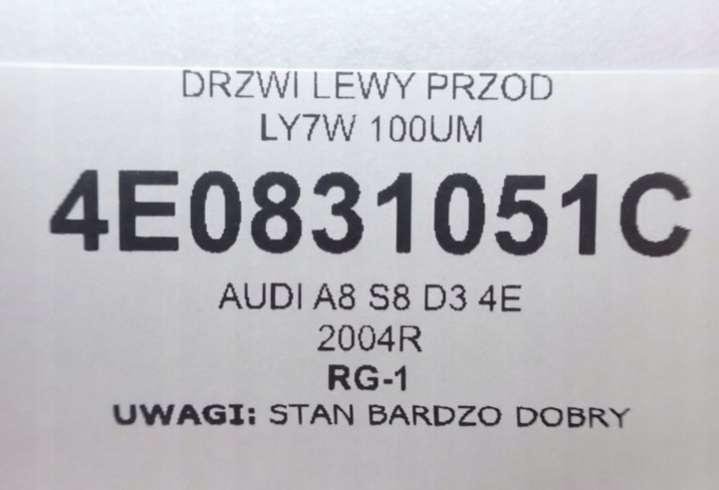 DRZWI LEWY PRZOD
LY7W 100UM
4E0831051C
AUDI A8 S8 D3 4E
2004R
RG-1
UWAGI: STAN BARDZO DOBRY